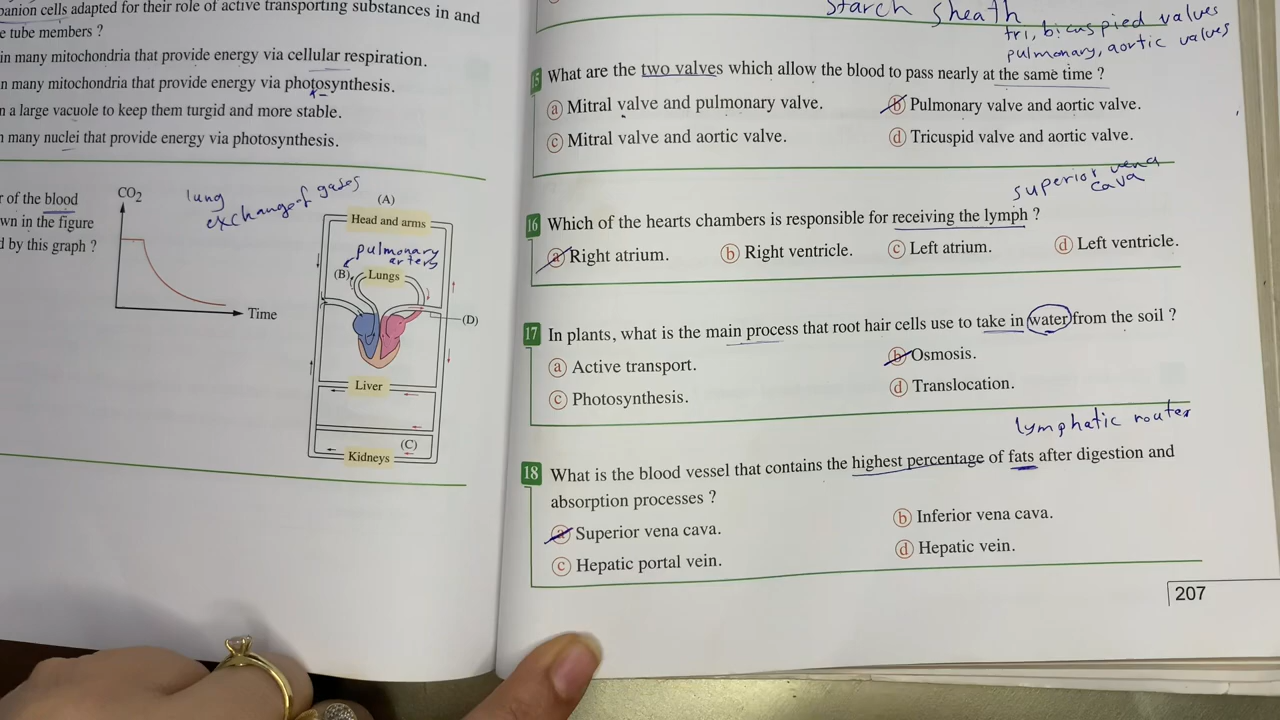 panion cells adapted for their role of active transporting substances in and
e tube members ?
in many mitochondria that provide energy via cellular respiration.
n many mitochondria that provide energy via photosynthesis.
n a large vacuole to keep them turgid and more stable.
n many nuclei that provide energy via photosynthesis.
r of the blood
wn in the figure
d by this graph ?
CO2
Time
lung
exchange of gases
(A)
Head and arms
pulmonary
artery
(B)
Lungs
(D)
Liver
(C)
Kidneys
Starch sheath
tri, bicuspied valves
pulmonary, aortic valves
15 What are the two valves which allow the blood to pass nearly at the same time ?
a Mitral valve and pulmonary valve.
b Pulmonary valve and aortic valve.
c Mitral valve and aortic valve.
d Tricuspid valve and aortic valve.
superior vena
cava
16 Which of the hearts chambers is responsible for receiving the lymph ?
a Right atrium.
b Right ventricle.
c Left atrium.
d Left ventricle.
17 In plants, what is the main process that root hair cells use to take in water from the soil ?
a Active transport.
b Osmosis.
c Photosynthesis.
d Translocation.
lymphatic router
18 What is the blood vessel that contains the highest percentage of fats after digestion and
absorption processes ?
a Superior vena cava.
b Inferior vena cava.
c Hepatic portal vein.
d Hepatic vein.
207